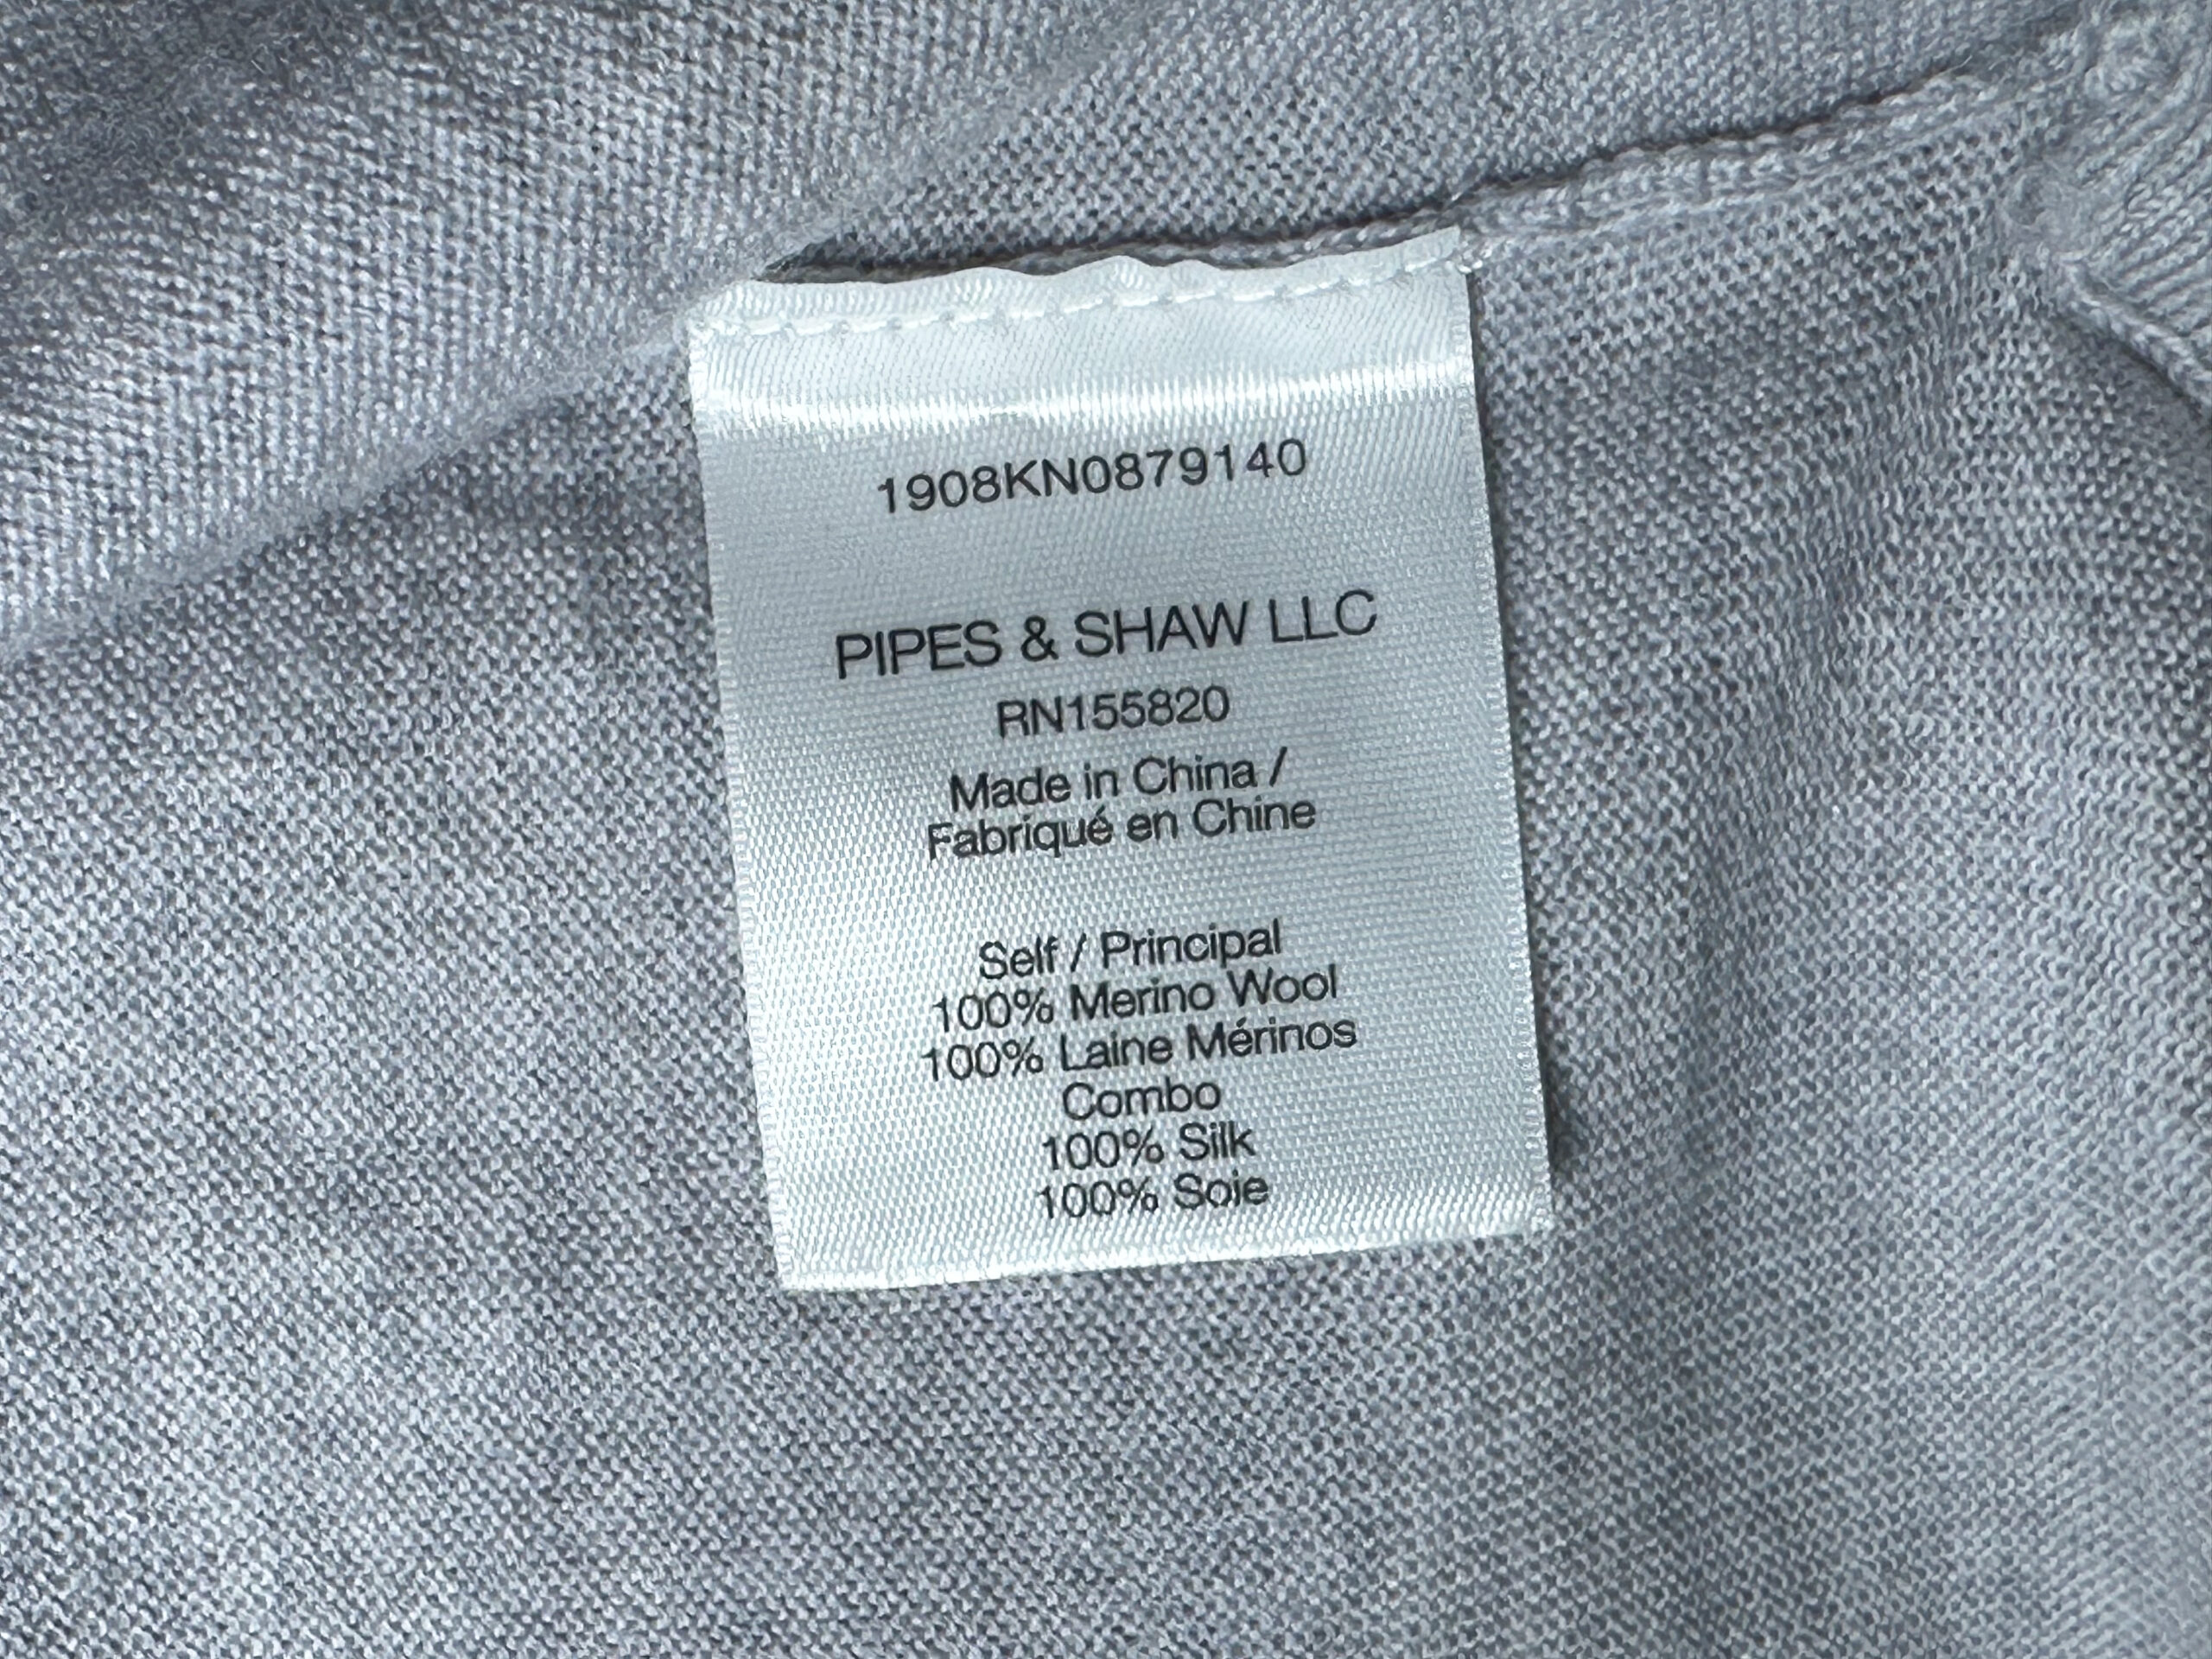 1908KN0879140
PIPES & SHAW LLC
RN155820
Made in China /
Fabriqué en Chine
Self / Principal
100% Merino Wool
100% Laine Mérinos
Combo
100% Silk
100% Soie